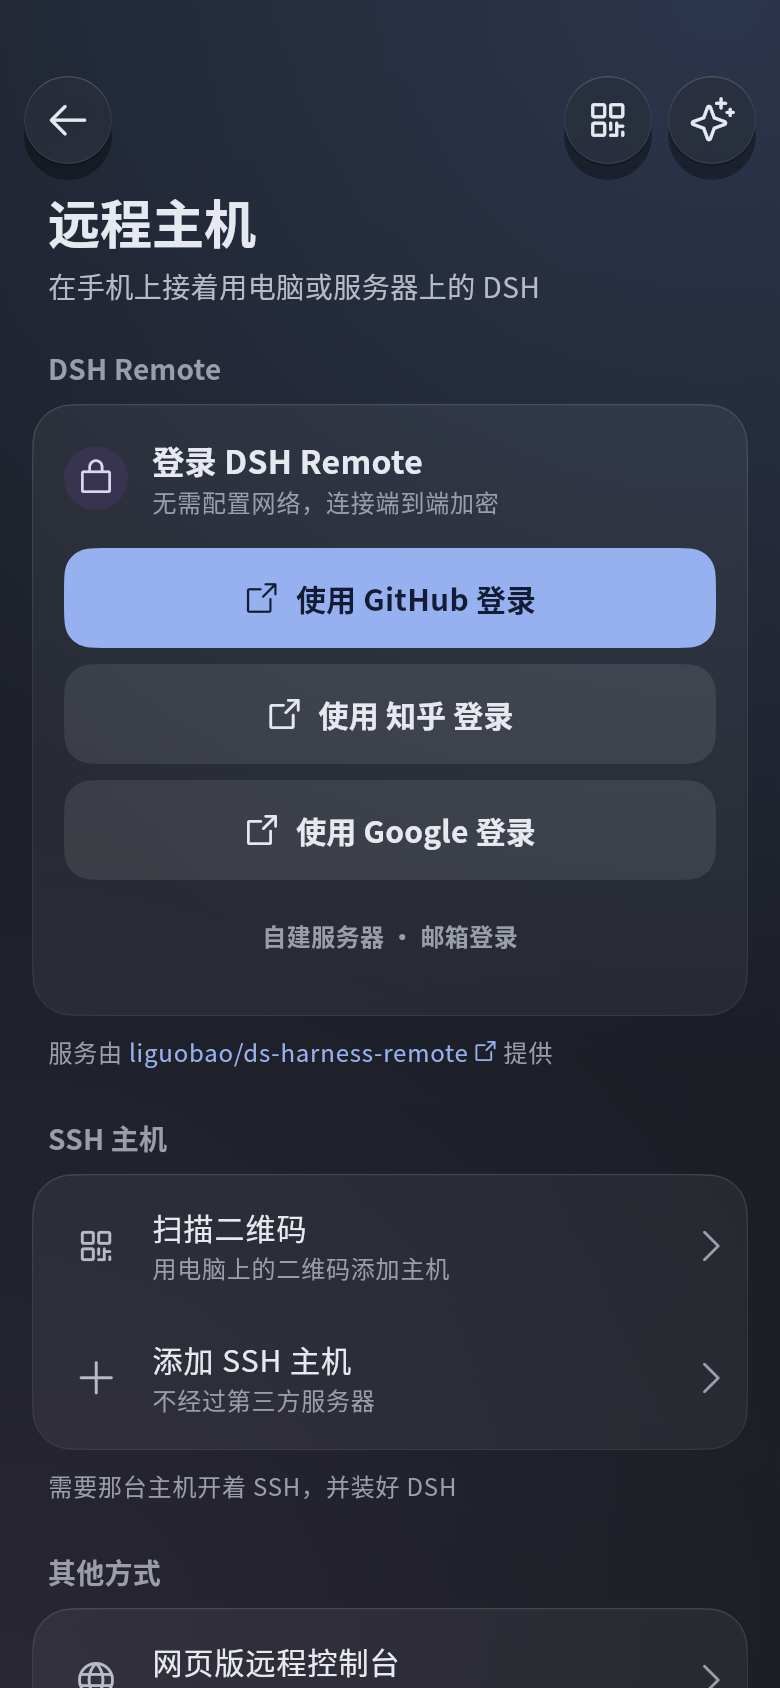 远程主机
在手机上接着用电脑或服务器上的 DSH
DSH Remote
登录 DSH Remote
无需配置网络，连接端到端加密
使用 GitHub 登录
使用 知乎 登录
使用 Google 登录
自建服务器 · 邮箱登录
服务由 liguobao/ds-harness-remote 提供
SSH 主机
扫描二维码
用电脑上的二维码添加主机
添加 SSH 主机
不经过第三方服务器
需要那台主机开着 SSH，并装好 DSH
其他方式
网页版远程控制台